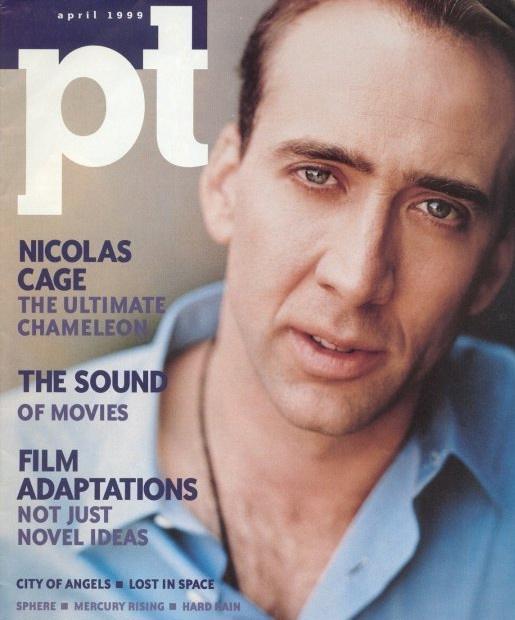 april 1999
pt
NICOLAS
CAGE
THE ULTIMATE
CHAMELEON
THE SOUND
OF MOVIES
FILM
ADAPTATIONS
NOT JUST
NOVEL IDEAS
CITY OF ANGELS ■ LOST IN SPACE
SPHERE ■ MERCURY RISING ■ HARD RAIN